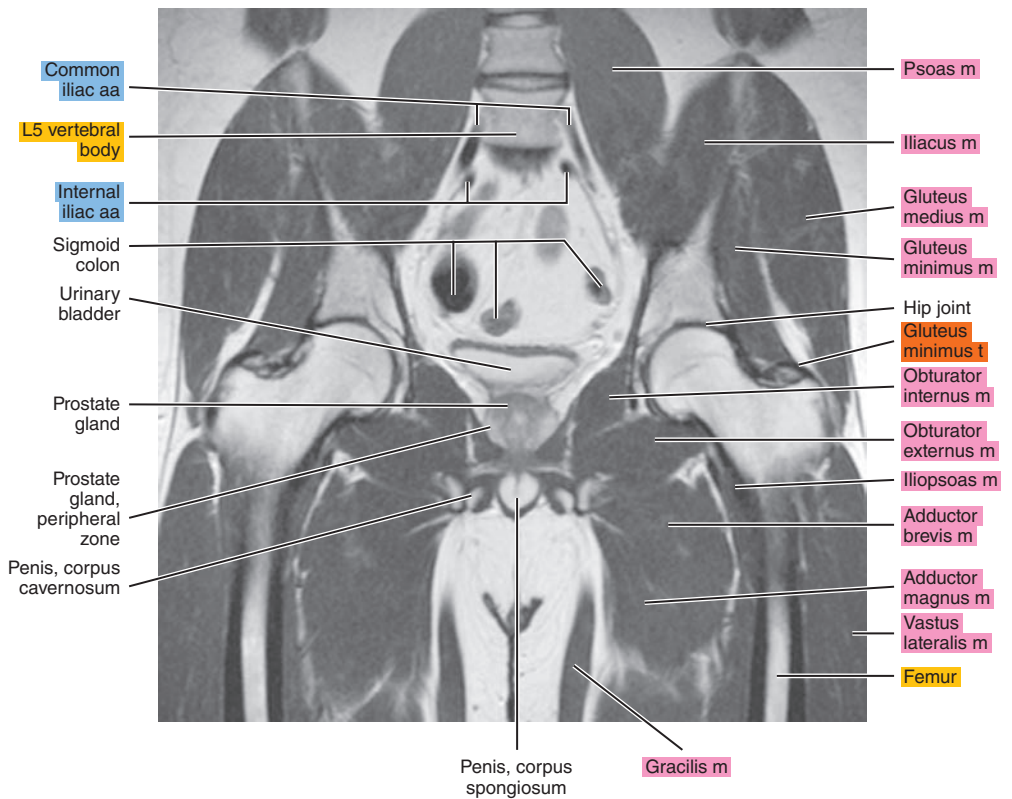 Common
iliac aa
L5 vertebral
body
Internal
iliac aa
Sigmoid
colon
Urinary
bladder
Prostate
gland
Prostate
gland,
peripheral
zone
Penis, corpus
cavernosum
Psoas m
Iliacus m
Gluteus
medius m
Gluteus
minimus m
Hip joint
Gluteus
minimus t
Obturator
internus m
Obturator
externus m
Iliopsoas m
Adductor
brevis m
Adductor
magnus m
Vastus
lateralis m
Femur
Penis, corpus
spongiosum
Gracilis m